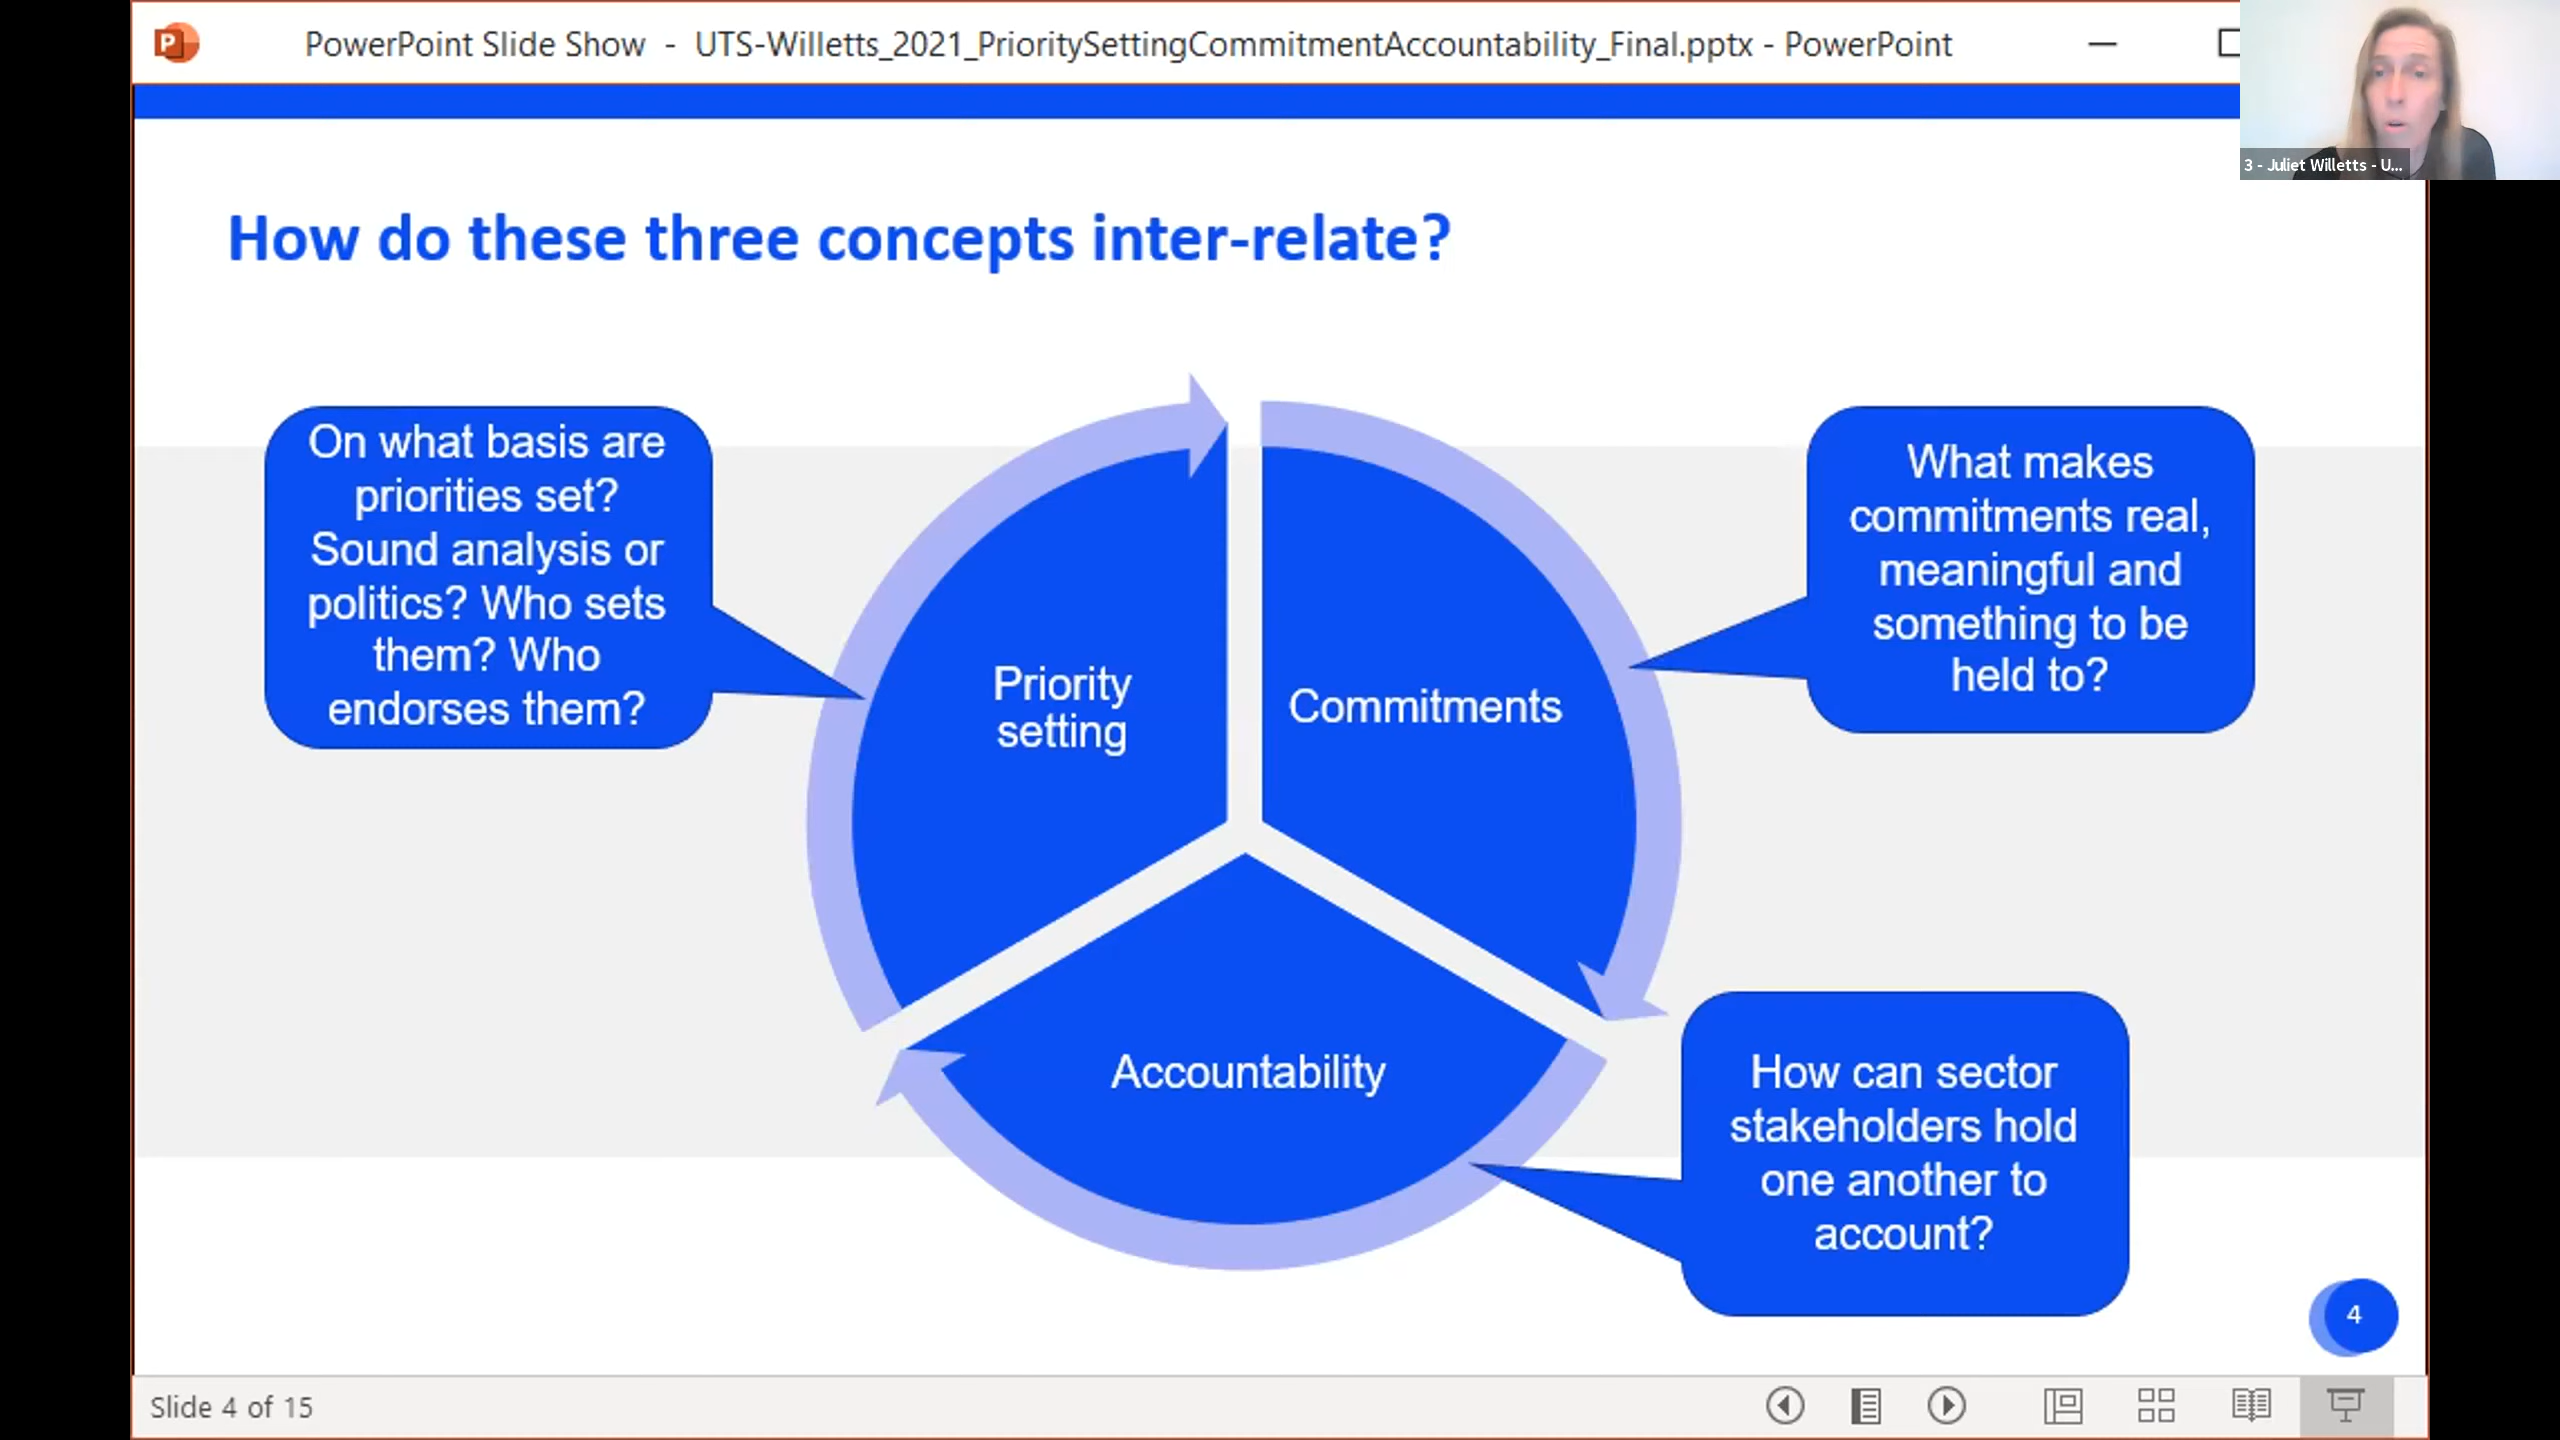 P
PowerPoint Slide Show - UTS-Willetts_2021_PrioritySettingCommitmentAccountability_Final.pptx - PowerPoint
3 - Juliet Willetts - U...
How do these three concepts inter-relate?
On what basis are
priorities set?
Sound analysis or
politics? Who sets
them? Who
endorses them?
Priority
setting
Commitments
What makes
commitments real,
meaningful and
something to be
held to?
Accountability
How can sector
stakeholders hold
one another to
account?
4
Slide 4 of 15